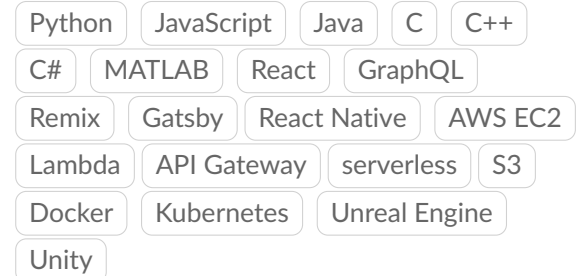 Python JavaScript Java C C++
C# MATLAB React GraphQL
Remix Gatsby React Native AWS EC2
Lambda API Gateway serverless S3
Docker Kubernetes Unreal Engine
Unity